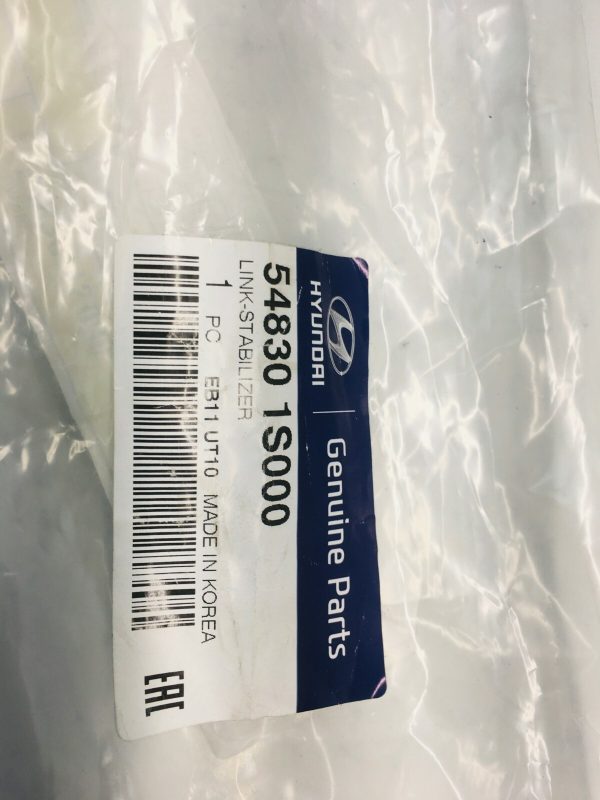 HYUNDAI | Genuine Parts
54830 1S000
LINK-STABILIZER
1 PC EB11 UT10 MADE IN KOREA
EAC